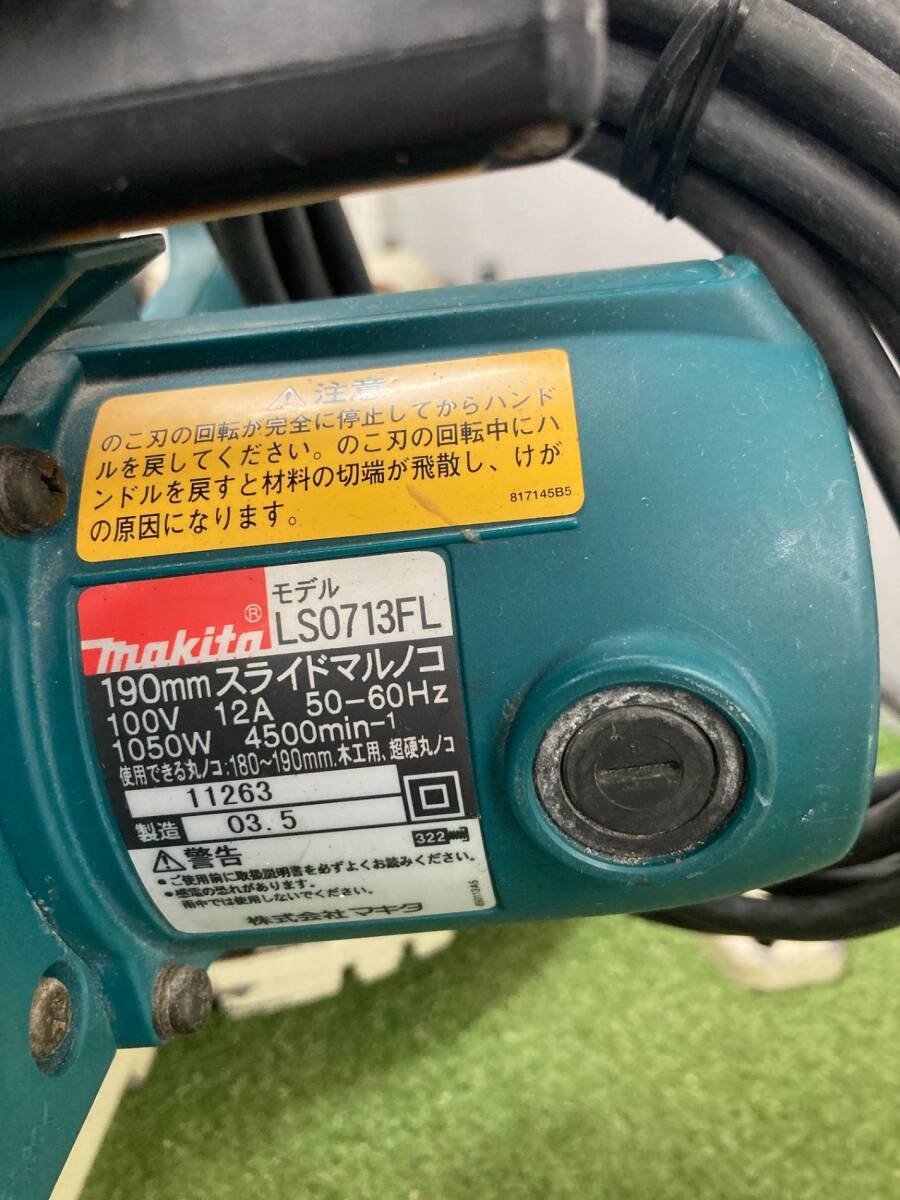 ⚠注意
のこ刃の回転が完全に停止してからハンド
ルを戻してください。のこ刃の回転中にハ
ンドルを戻すと材料の切端が飛散し、けが
の原因になります。
817145B5
makita®
モデル
LS0713FL
190mmスライドマルノコ
100V 12A 50-60Hz
1050W 4500min-1
使用できる丸ノコ:180~190mm.木工用、超硬丸ノコ
11263
製造 03.5
322
⚠警告
•ご使用前に取扱説明書を必ずよくお読みください。
•感電の恐れがあります。
雨中では使用しないでください。
株式会社 マキタ